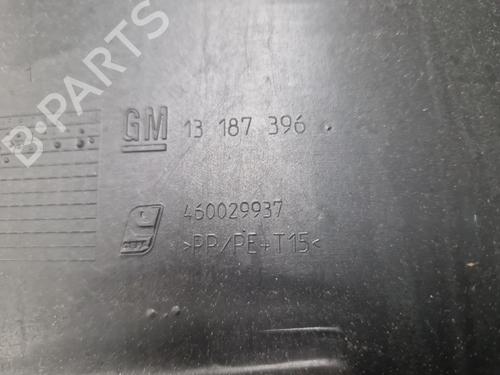 B-PARTS
GM 13 187 396
460029937
>PP/PE+T15<